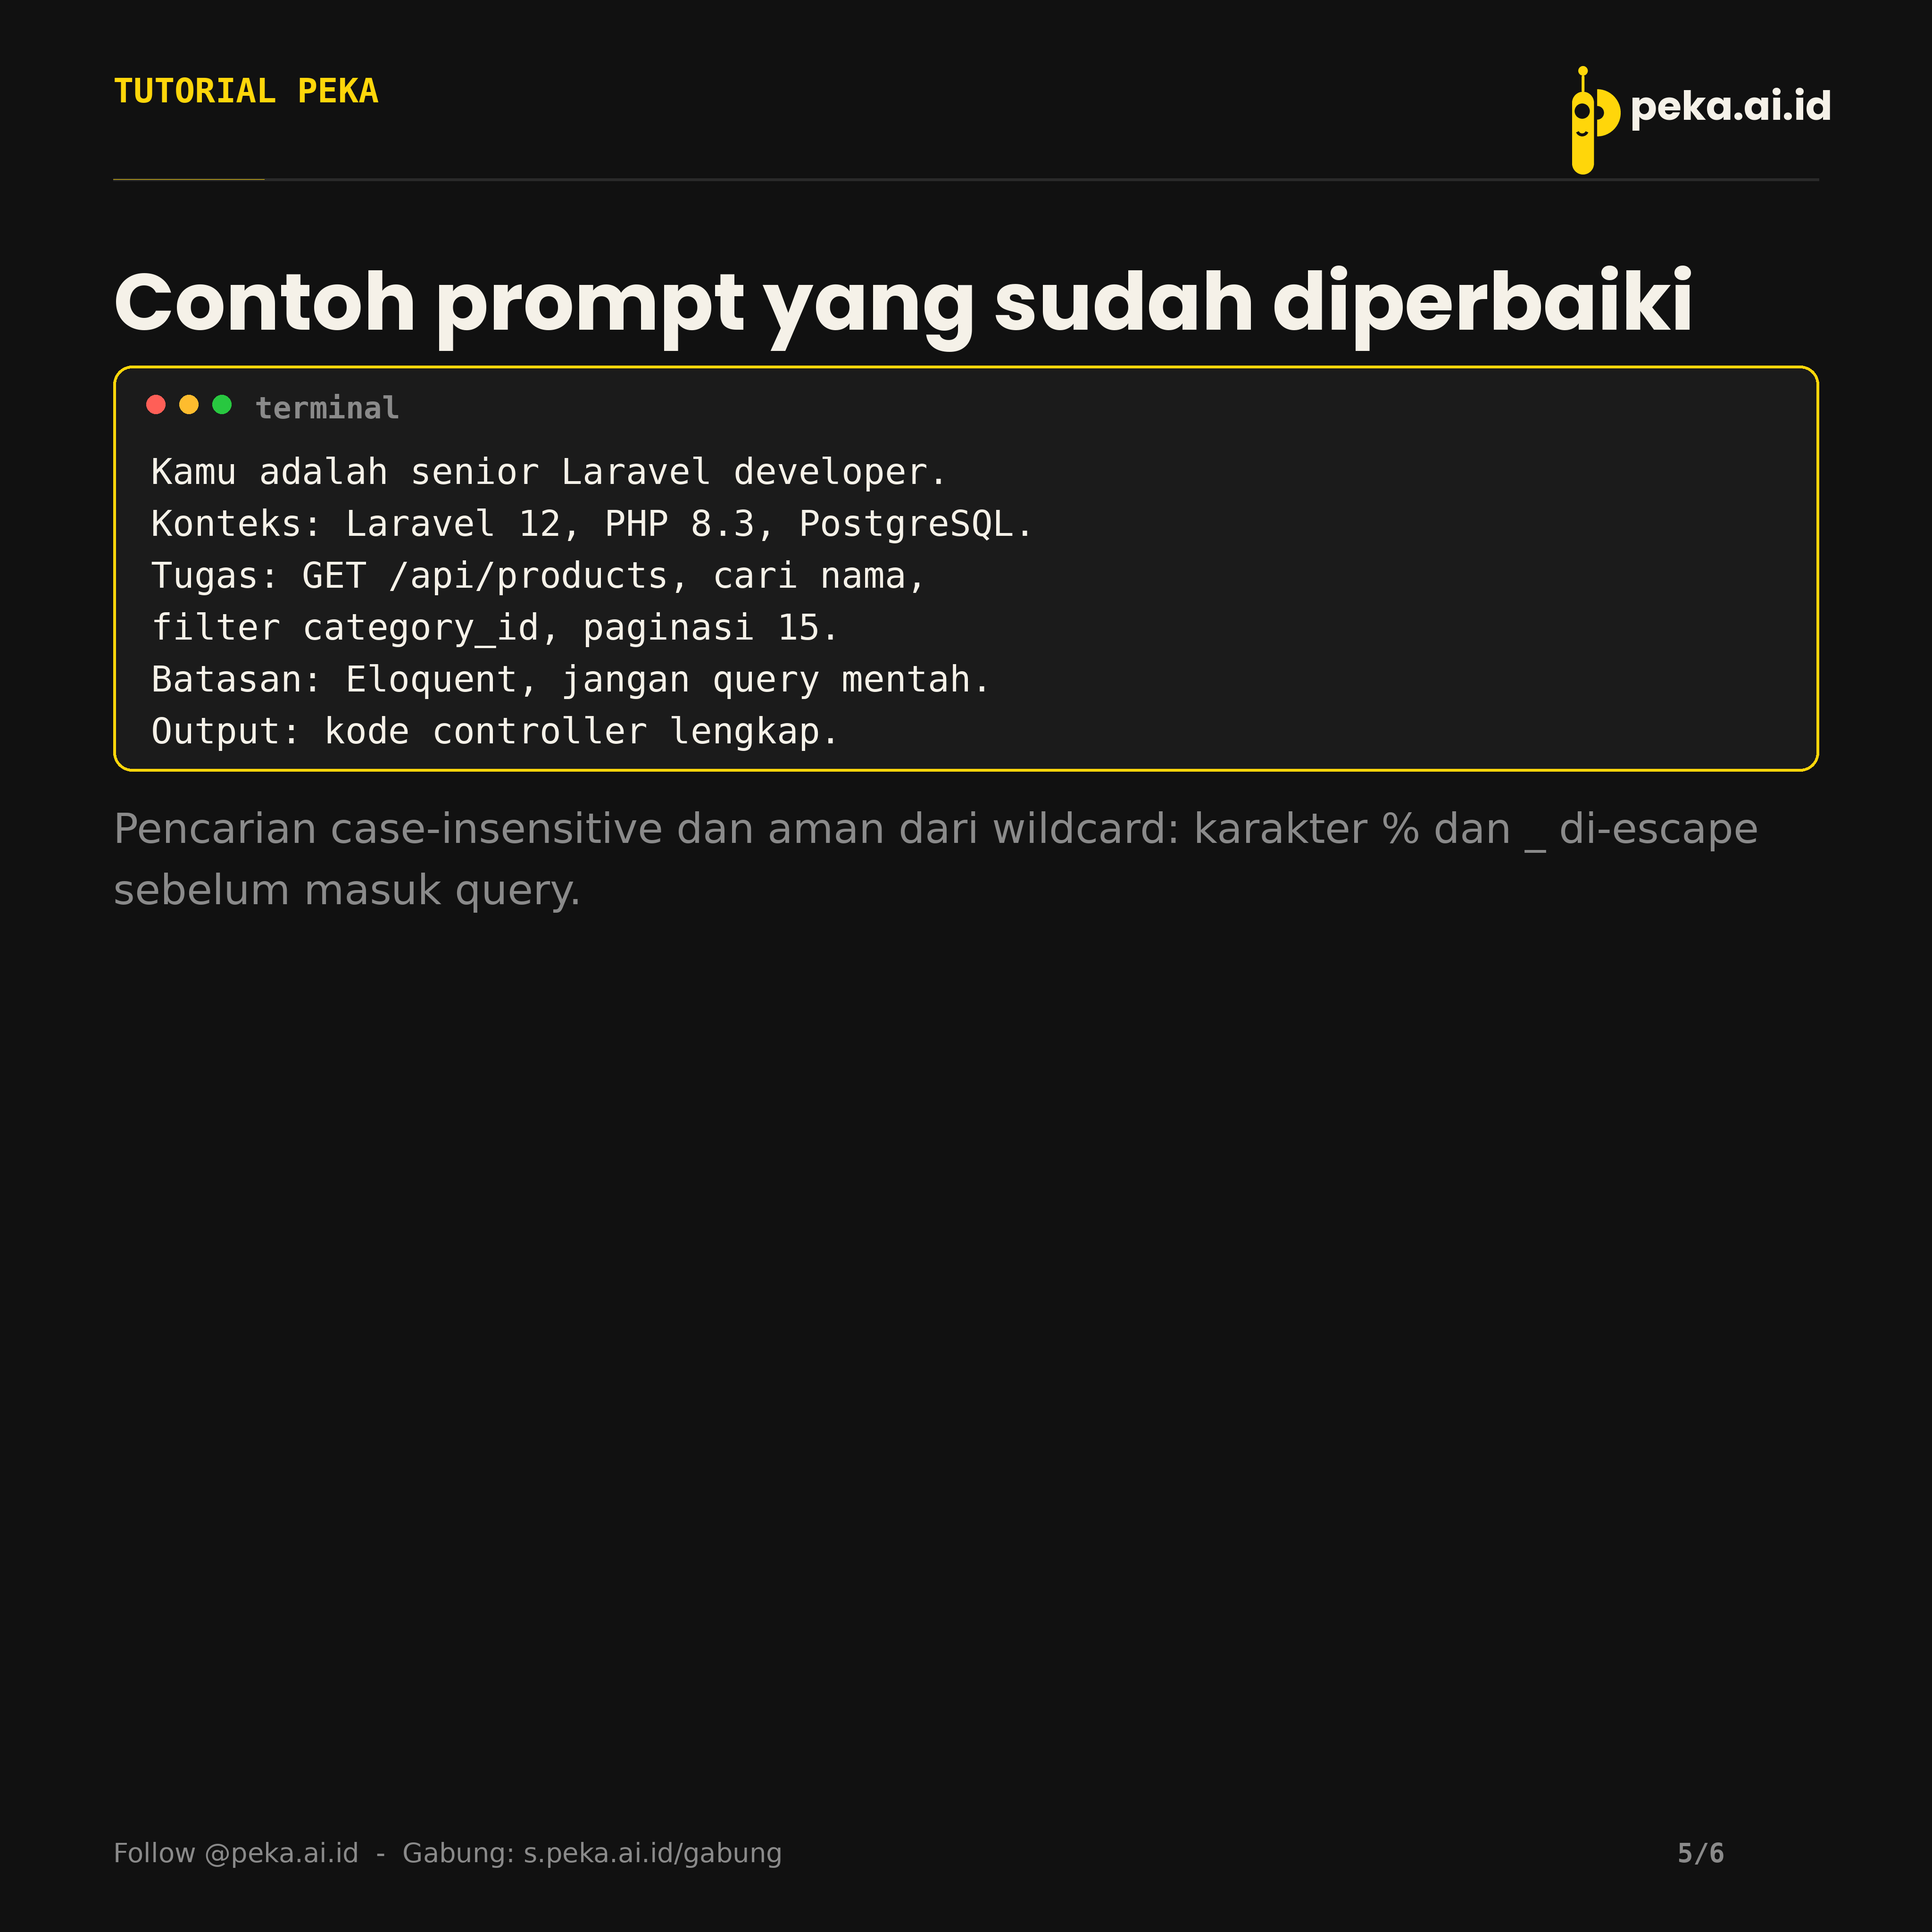 TUTORIAL PEKA
peka.ai.id
Contoh prompt yang sudah diperbaiki
terminal
Kamu adalah senior Laravel developer.
Konteks: Laravel 12, PHP 8.3, PostgreSQL.
Tugas: GET /api/products, cari nama,
filter category_id, paginasi 15.
Batasan: Eloquent, jangan query mentah.
Output: kode controller lengkap.
Pencarian case-insensitive dan aman dari wildcard: karakter % dan _ di-escape
sebelum masuk query.
Follow @peka.ai.id - Gabung: s.peka.ai.id/gabung
5/6